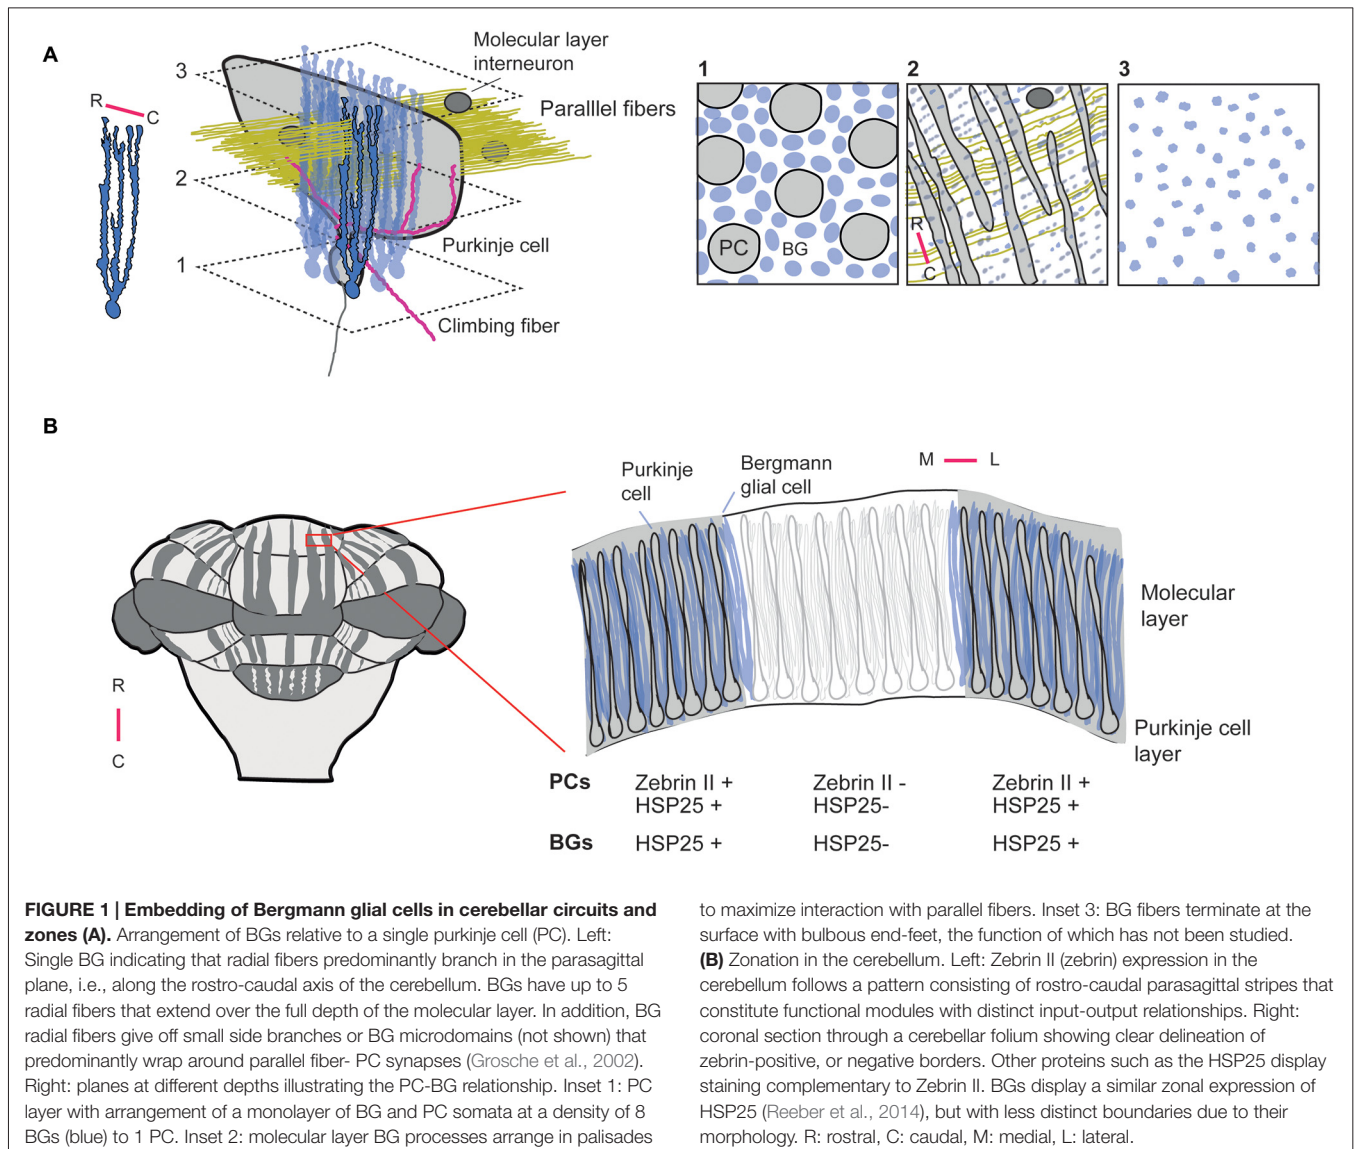 A
R
C
3
2
1
Molecular layer
interneuron
Paralllel fibers
Purkinje cell
Climbing fiber
1
PC
BG
2
R
C
3
B
R
C
Purkinje
cell
Bergmann
glial cell
M
L
Molecular
layer
Purkinje cell
layer
PCs
Zebrin II +
HSP25 +
Zebrin II -
HSP25-
Zebrin II +
HSP25 +
BGs
HSP25 +
HSP25-
HSP25 +
FIGURE 1 | Embedding of Bergmann glial cells in cerebellar circuits and
zones (A). Arrangement of BGs relative to a single purkinje cell (PC). Left:
Single BG indicating that radial fibers predominantly branch in the parasagittal
plane, i.e., along the rostro-caudal axis of the cerebellum. BGs have up to 5
radial fibers that extend over the full depth of the molecular layer. In addition, BG
radial fibers give off small side branches or BG microdomains (not shown) that
predominantly wrap around parallel fiber- PC synapses (Grosche et al., 2002).
Right: planes at different depths illustrating the PC-BG relationship. Inset 1: PC
layer with arrangement of a monolayer of BG and PC somata at a density of 8
BGs (blue) to 1 PC. Inset 2: molecular layer BG processes arrange in palisades
to maximize interaction with parallel fibers. Inset 3: BG fibers terminate at the
surface with bulbous end-feet, the function of which has not been studied.
(B) Zonation in the cerebellum. Left: Zebrin II (zebrin) expression in the
cerebellum follows a pattern consisting of rostro-caudal parasagittal stripes that
constitute functional modules with distinct input-output relationships. Right:
coronal section through a cerebellar folium showing clear delineation of
zebrin-positive, or negative borders. Other proteins such as the HSP25 display
staining complementary to Zebrin II. BGs display a similar zonal expression of
HSP25 (Reeber et al., 2014), but with less distinct boundaries due to their
morphology. R: rostral, C: caudal, M: medial, L: lateral.